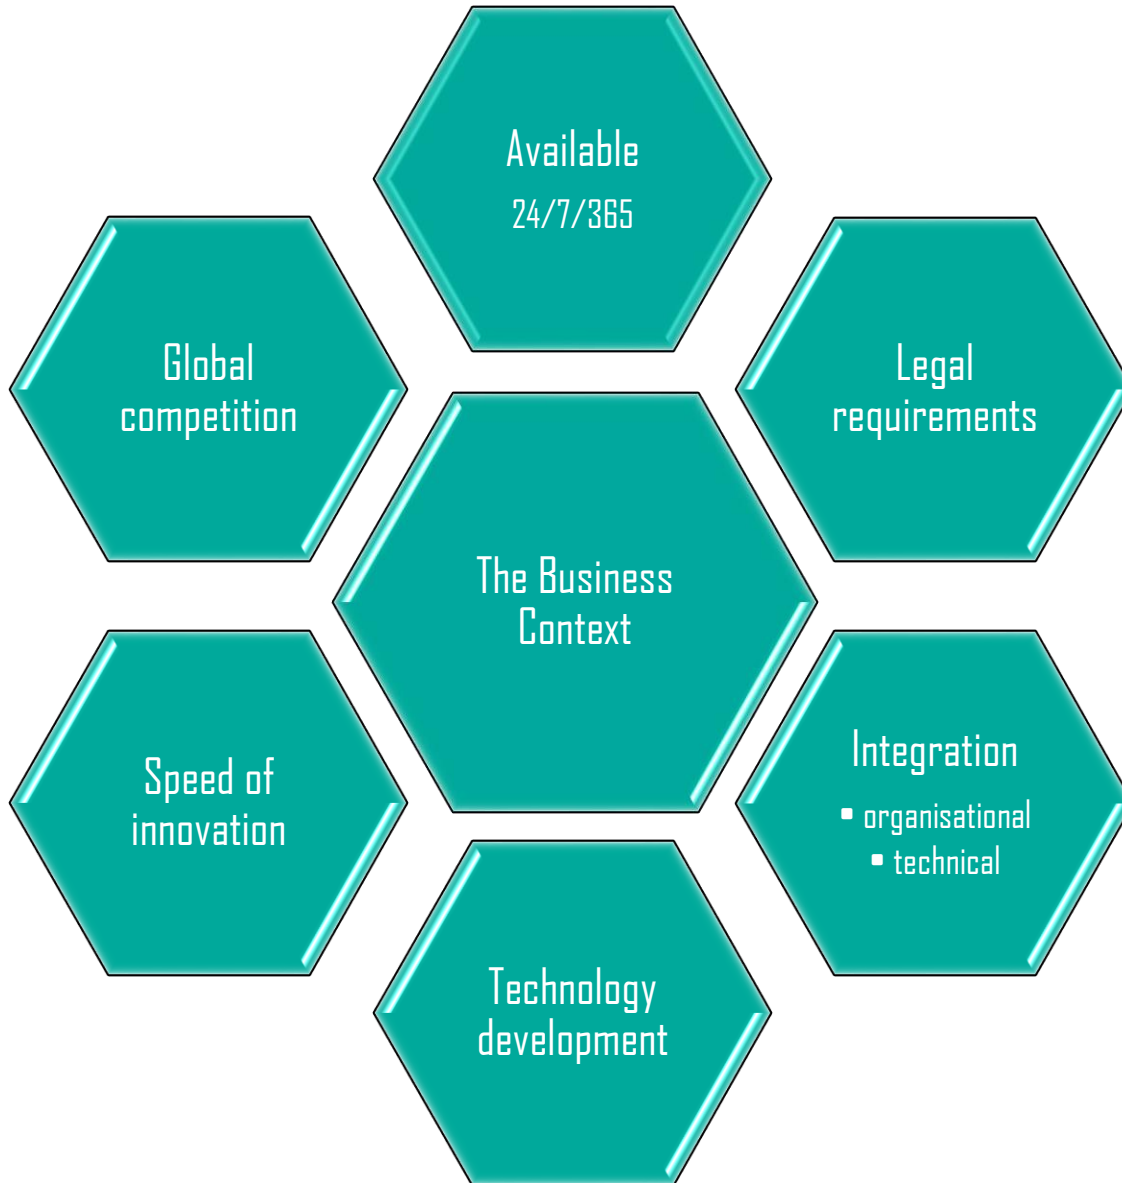 Available
24/7/365
Global
competition
Legal
requirements
The Business
Context
Speed of
innovation
Integration
▪ organisational
▪ technical
Technology
development